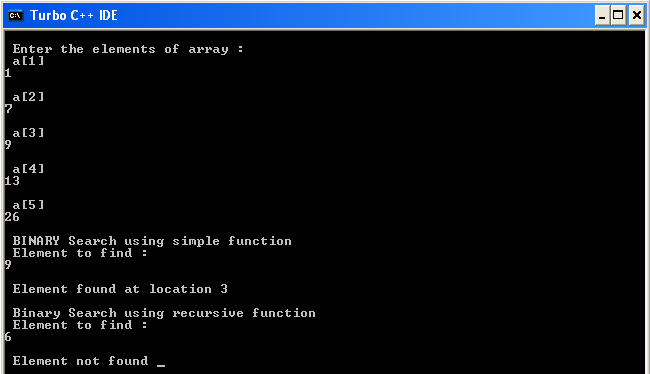 Turbo C++ IDE
Enter the elements of array :
a[1]
1
a[2]
7
a[3]
9
a[4]
13
a[5]
26
BINARY Search using simple function
Element to find :
9
Element found at location 3
Binary Search using recursive function
Element to find :
6
Element not found _